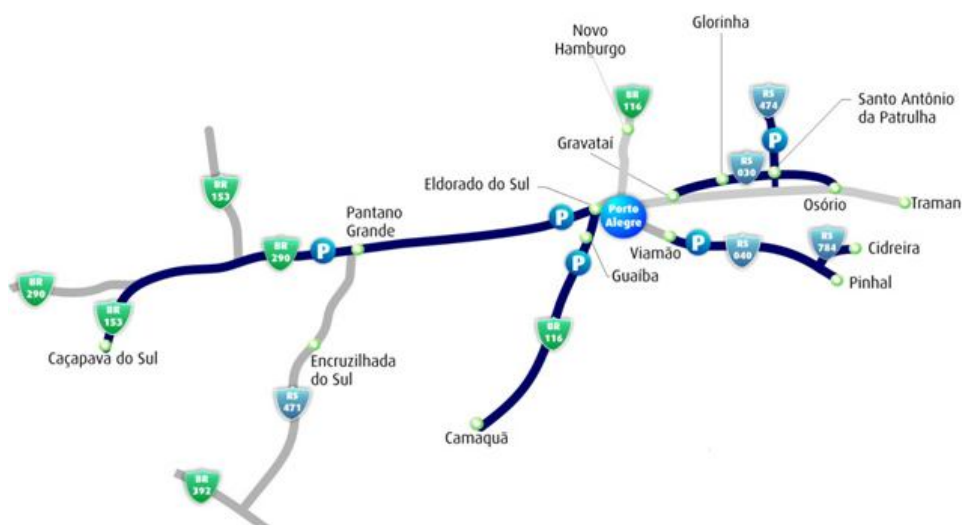 Novo
Hamburgo
Glorinha
BR
116
RS
474
Santo Antônio
da Patrulha
Gravataí
RS
030
Eldorado do Sul
Porto
Alegre
Osório
Traman
BR
153
Pantano
Grande
P
P
P
P
P
BR
290
Viamão
RS
040
RS
784
Cidreira
Pinhal
Guaíba
BR
290
BR
153
Caçapava do Sul
BR
116
Encruzilhada
do Sul
RS
471
Camaquã
BR
392